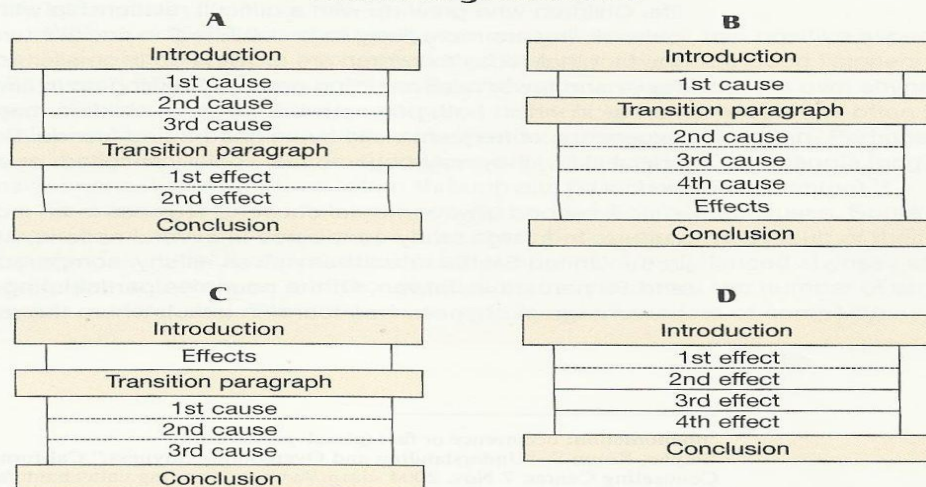 A
Introduction
1st cause
2nd cause
3rd cause
Transition paragraph
1st effect
2nd effect
Conclusion
B
Introduction
1st cause
Transition paragraph
2nd cause
3rd cause
4th cause
Effects
Conclusion
C
Introduction
Effects
Transition paragraph
1st cause
2nd cause
3rd cause
Conclusion
D
Introduction
1st effect
2nd effect
3rd effect
4th effect
Conclusion